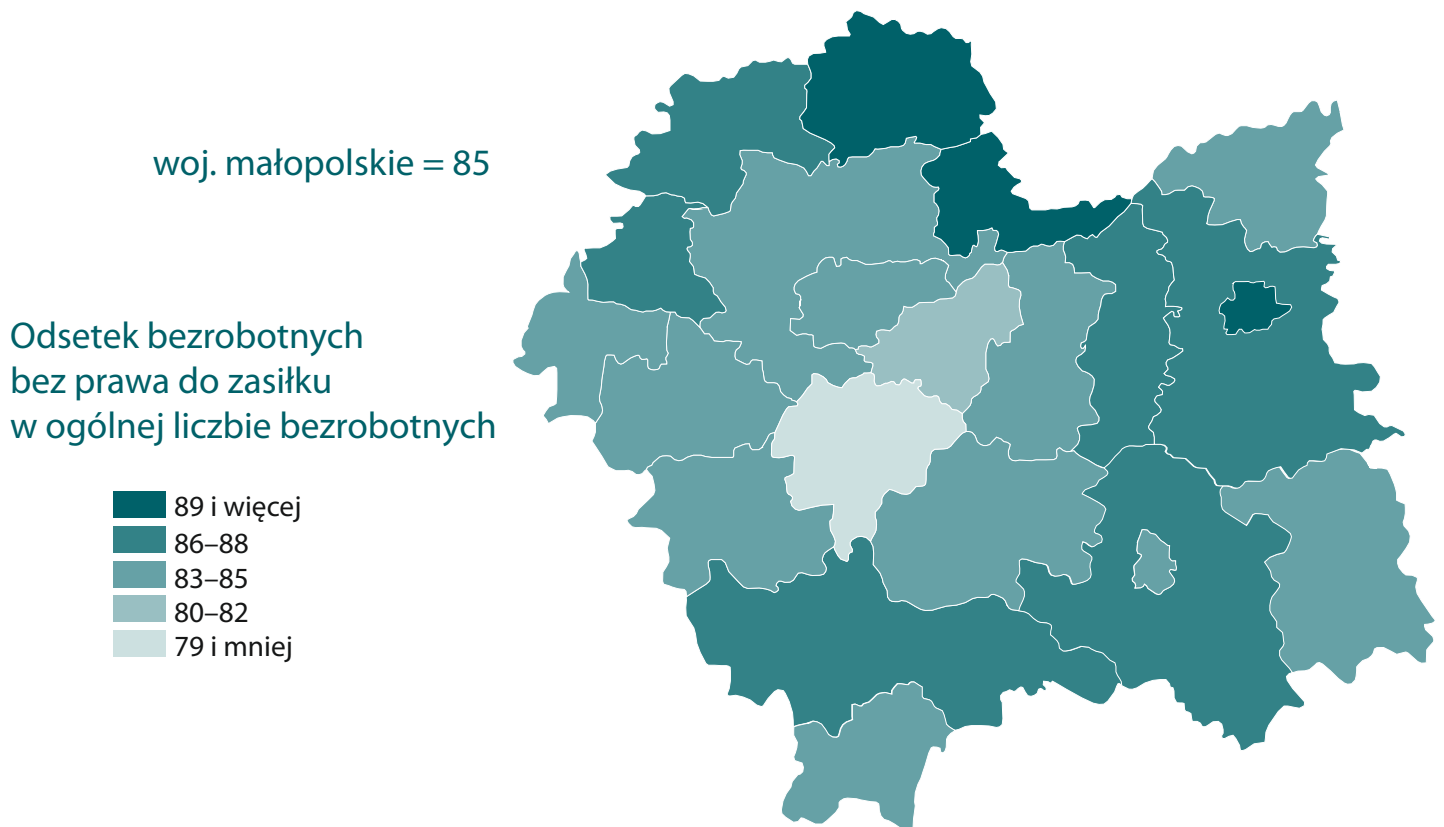 woj. małopolskie = 85
Odsetek bezrobotnych
bez prawa do zasiłku
w ogólnej liczbie bezrobotnych
89 i więcej
86–88
83–85
80–82
79 i mniej